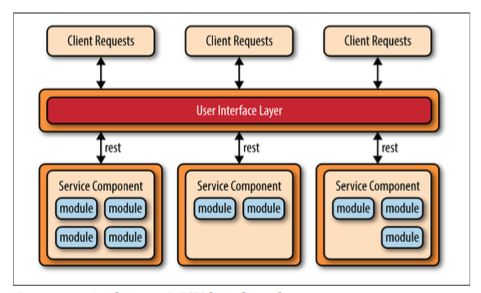 Client Requests
Client Requests
Client Requests
User Interface Layer
rest
rest
rest
Service Component
module module
module module
Service Component
module module
Service Component
module module
module